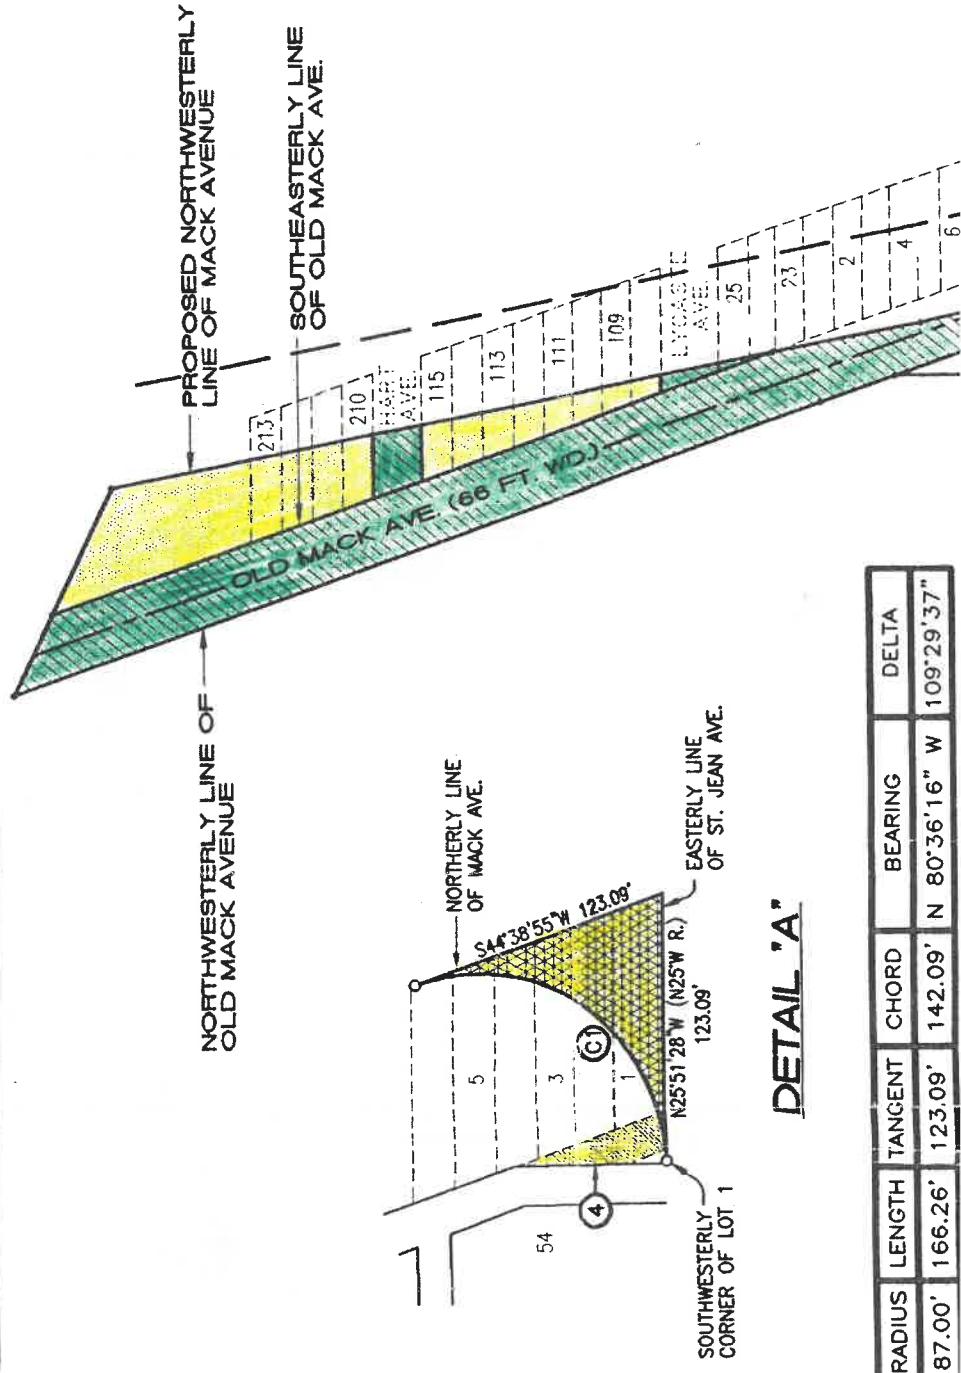 PROPOSED NORTHWESTERLY
LINE OF MACK AVENUE
SOUTHEASTERLY LINE
OF OLD MACK AVE.
NORTHWESTERLY LINE OF
OLD MACK AVENUE
OLD MACK AVE. (66 FT. WD.)
213
210
HART
AVE.
115
113
111
109
AVE.
25
23
2
4
6
NORTHERLY LINE
OF MACK AVE.
S44°38'55"W 123.09'
EASTERLY LINE
OF ST. JEAN AVE.
N25°51'28"W (N25°W R.)
123.09'
5
3
1
C1
4
54
SOUTHWESTERLY
CORNER OF LOT 1
DETAIL "A"
RADIUS LENGTH TANGENT CHORD BEARING DELTA
87.00' 166.26' 123.09' 142.09' N 80°36'16" W 109°29'37"